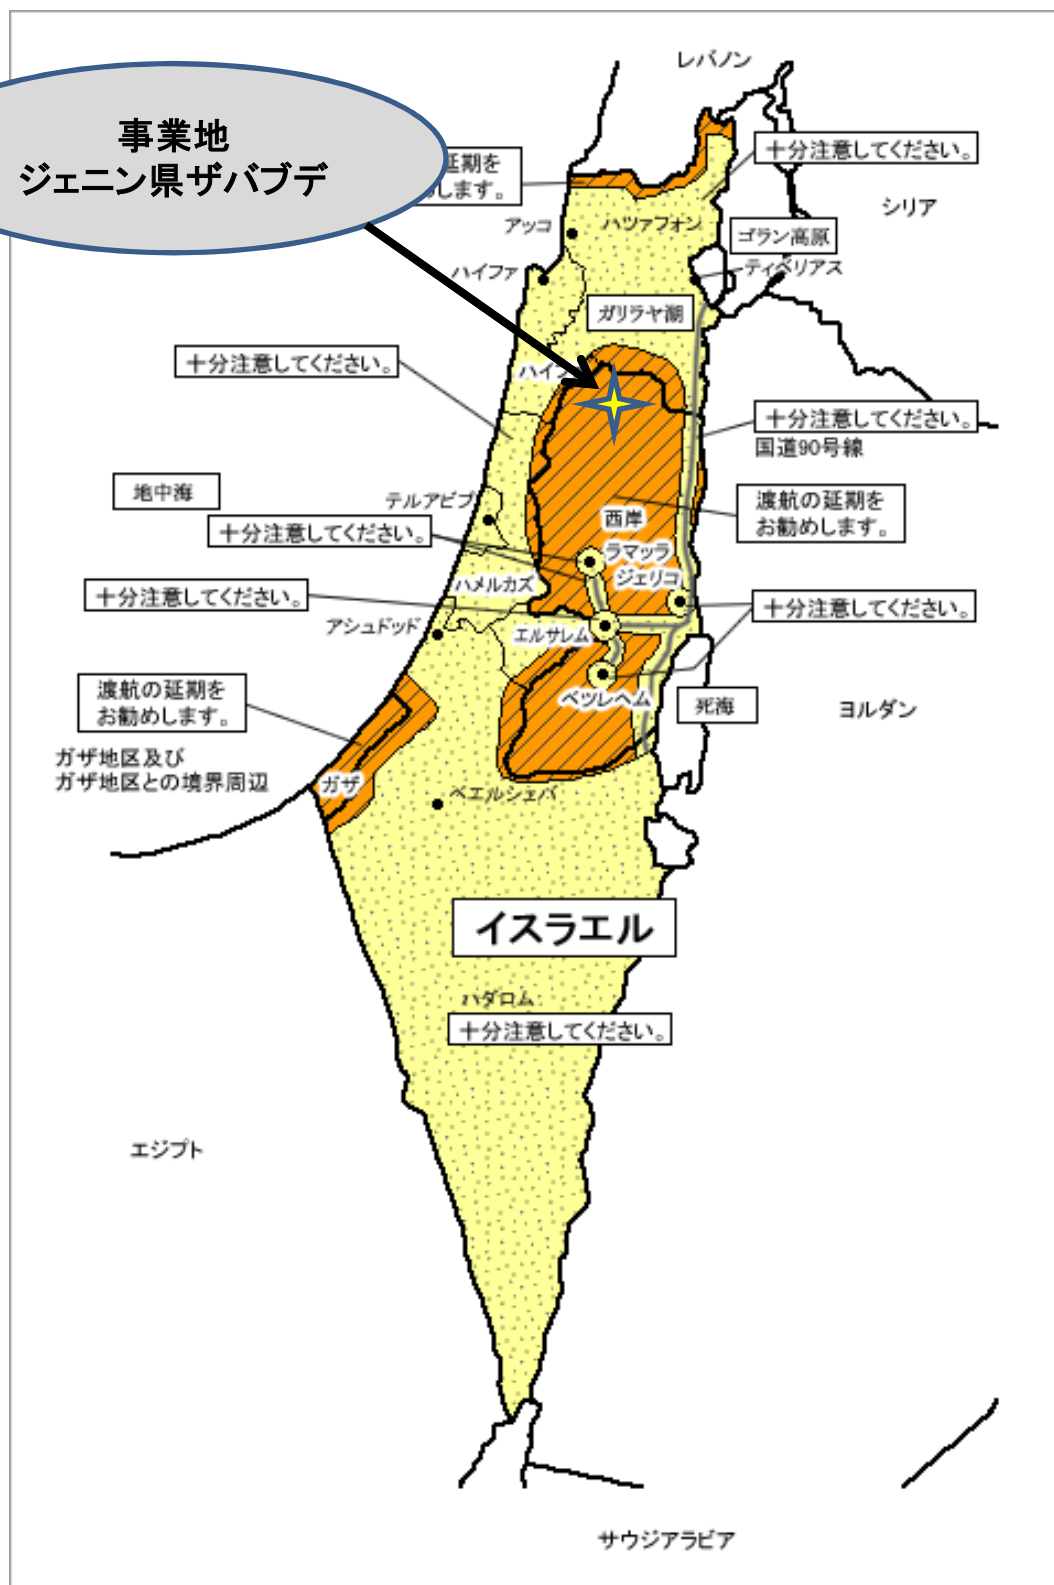 レバノン
事業地
ジェニン県ザバブデ
延期を
します。
十分注意してください。
シリア
アッコ
ハツァフォン
ゴラン高原
ハイファ
ティベリアス
ガリラヤ湖
十分注意してください。
ハイフ
十分注意してください。
国道90号線
地中海
テルアビブ
渡航の延期を
お勧めします。
西岸
十分注意してください。
ラマッラ
ジェリコ
ハメルカズ
十分注意してください。
十分注意してください。
アシュドッド
エルサレム
渡航の延期を
お勧めします。
ベツレヘム
死海
ヨルダン
ガザ地区及び
ガザ地区との境界周辺
ガザ
ベエルシェバ
イスラエル
ハダロム
十分注意してください。
エジプト
サウジアラビア